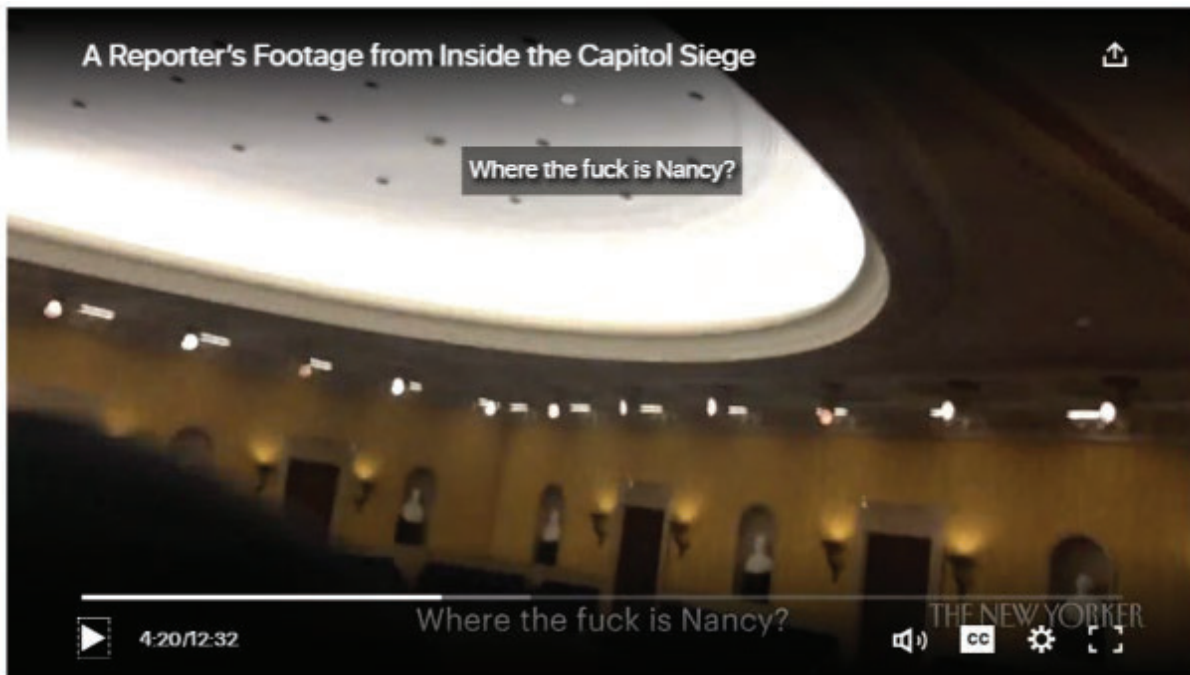 A Reporter's Footage from Inside the Capitol Siege
Where the fuck is Nancy?
Where the fuck is Nancy?
THE NEW YORKER
4:20/12:32
CC